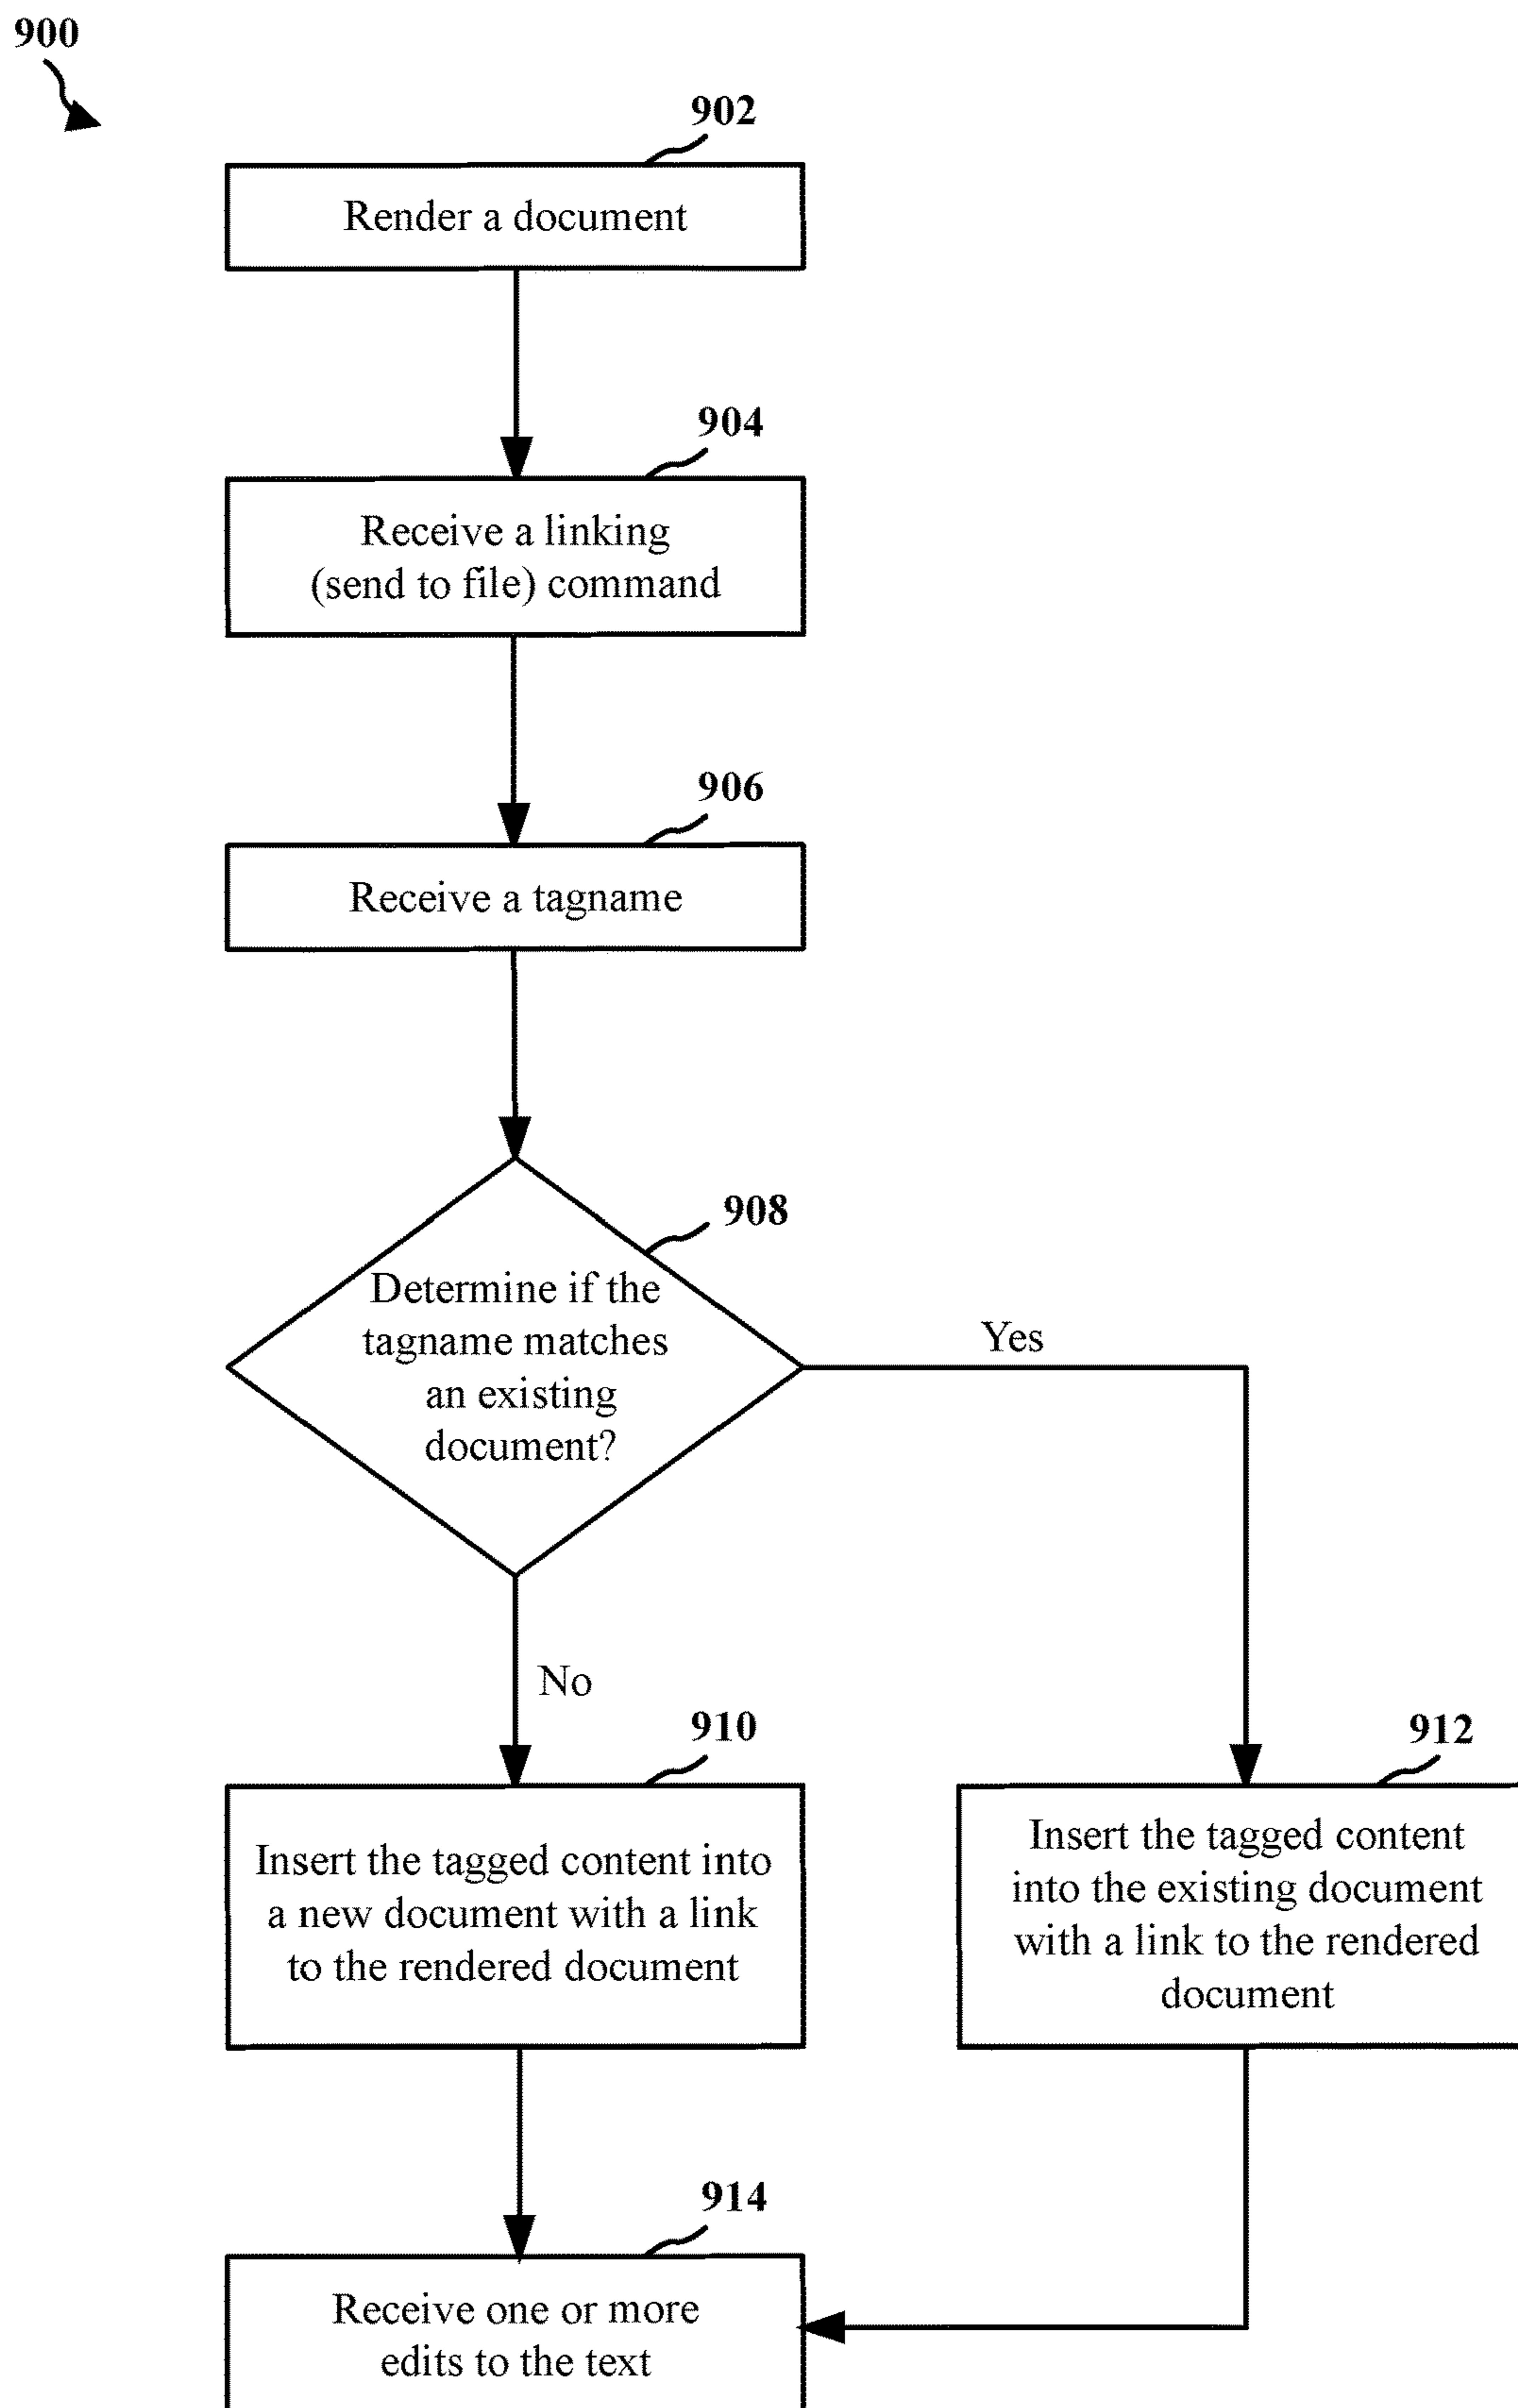 900
902
Render a document
904
Receive a linking
(send to file) command
906
Receive a tagname
908
Determine if the
tagname matches
an existing
document?
Yes
No
910
Insert the tagged content into
a new document with a link
to the rendered document
912
Insert the tagged content
into the existing document
with a link to the rendered
document
914
Receive one or more
edits to the text